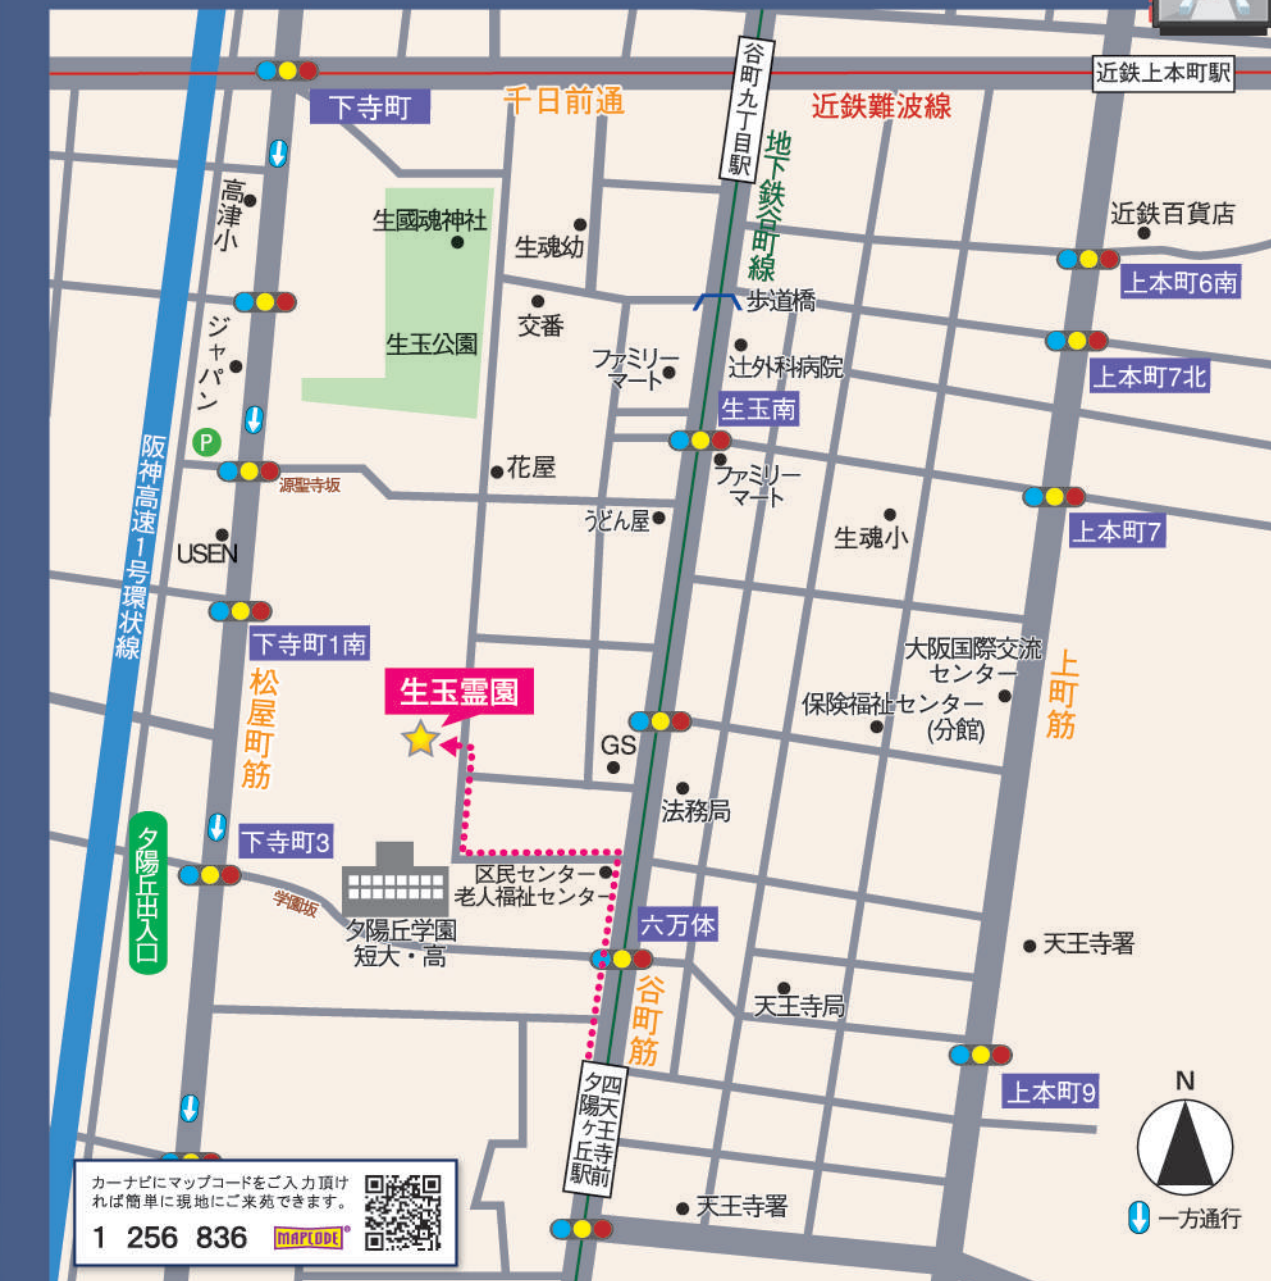 近鉄上本町駅
谷町九丁目駅
下寺町
千日前通
近鉄難波線
地下鉄谷町線
高津小
生國魂神社
生魂幼
近鉄百貨店
上本町6南
歩道橋
交番
ジャパン
生玉公園
ファミリー
マート
辻外科病院
上本町7北
生玉南
P
阪神高速1号環状線
源聖寺坂
花屋
ファミリー
マート
うどん屋
生魂小
上本町7
USEN
下寺町1南
大阪国際交流
センター
松屋町筋
生玉霊園
保険福祉センター
(分館)
上町筋
GS
法務局
夕陽丘出入口
下寺町3
区民センター
老人福祉センター
学園坂
夕陽丘学園
短大・高
六万体
天王寺署
谷町筋
天王寺局
四天王寺前
夕陽ヶ丘駅
上本町9
N
天王寺署
一方通行
カーナビにマップコードをご入力頂け
れば簡単に現地にご来苑できます。
1 256 836 MAPCODE®